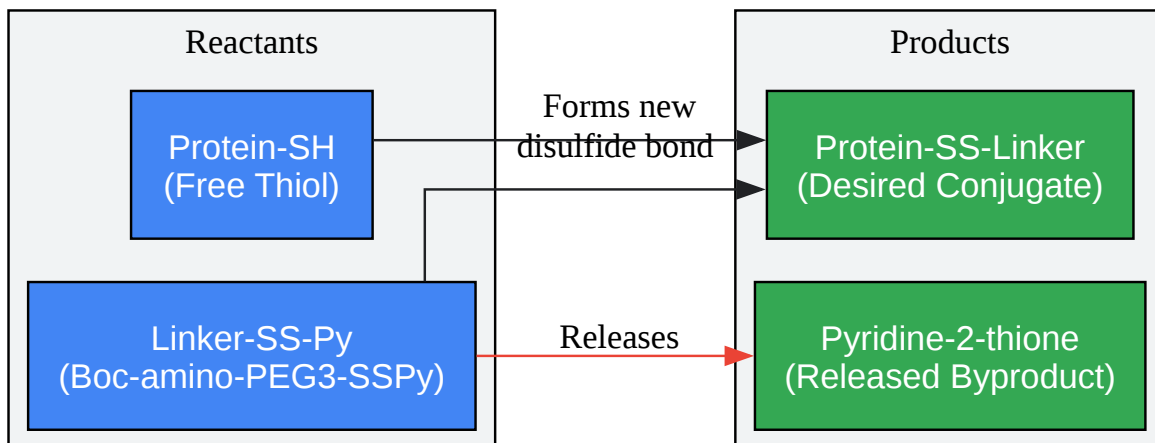 Reactants
Products
Protein-SH
(Free Thiol)
Forms new
disulfide bond
Protein-SS-Linker
(Desired Conjugate)
Linker-SS-Py
(Boc-amino-PEG3-SSPy)
Releases
Pyridine-2-thione
(Released Byproduct)